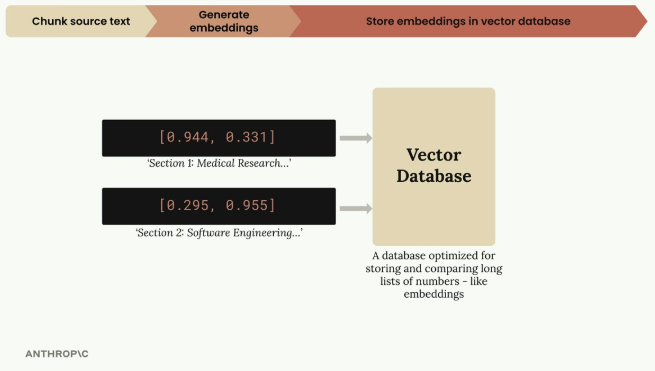 Chunk source text
Generate
embeddings
Store embeddings in vector database
[0.944, 0.331]
‘Section 1: Medical Research...’
[0.295, 0.955]
‘Section 2: Software Engineering...’
Vector
Database
A database optimized for
storing and comparing long
lists of numbers - like
embeddings
ANTHROP\C